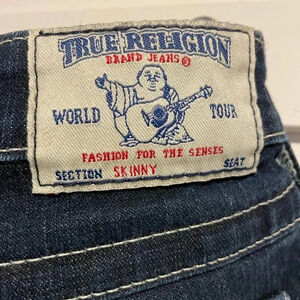 TRUE RELIGION
BRAND JEANS®
WORLD TOUR
FASHION FOR THE SENSES
SECTION SKINNY SEAT